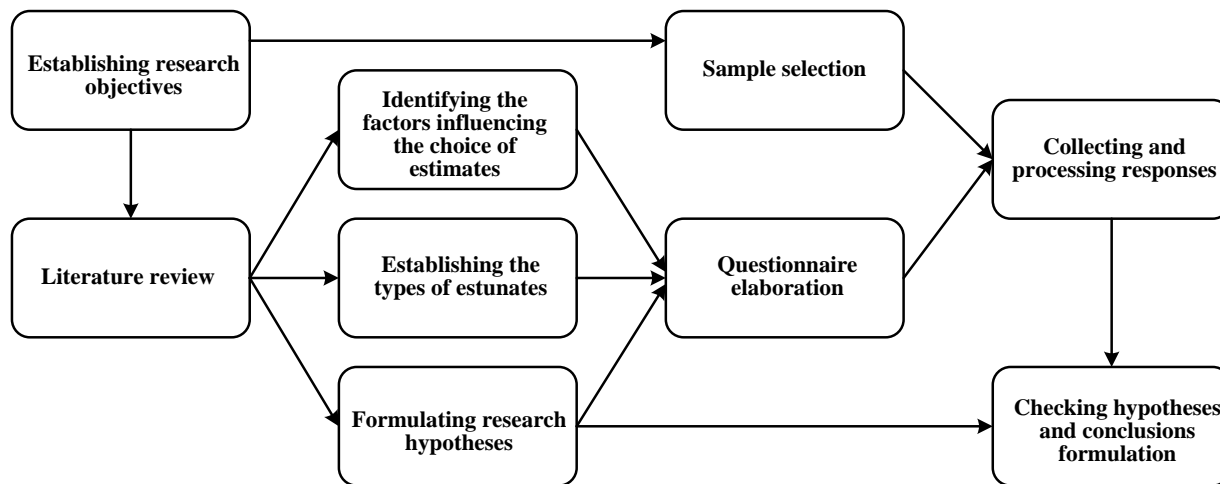 Establishing research
objectives
Sample selection
Identifying the
factors influencing
the choice of
estimates
Collecting and
processing responses
Literature review
Establishing the
types of estunates
Questionnaire
elaboration
Formulating research
hypotheses
Checking hypotheses
and conclusions
formulation